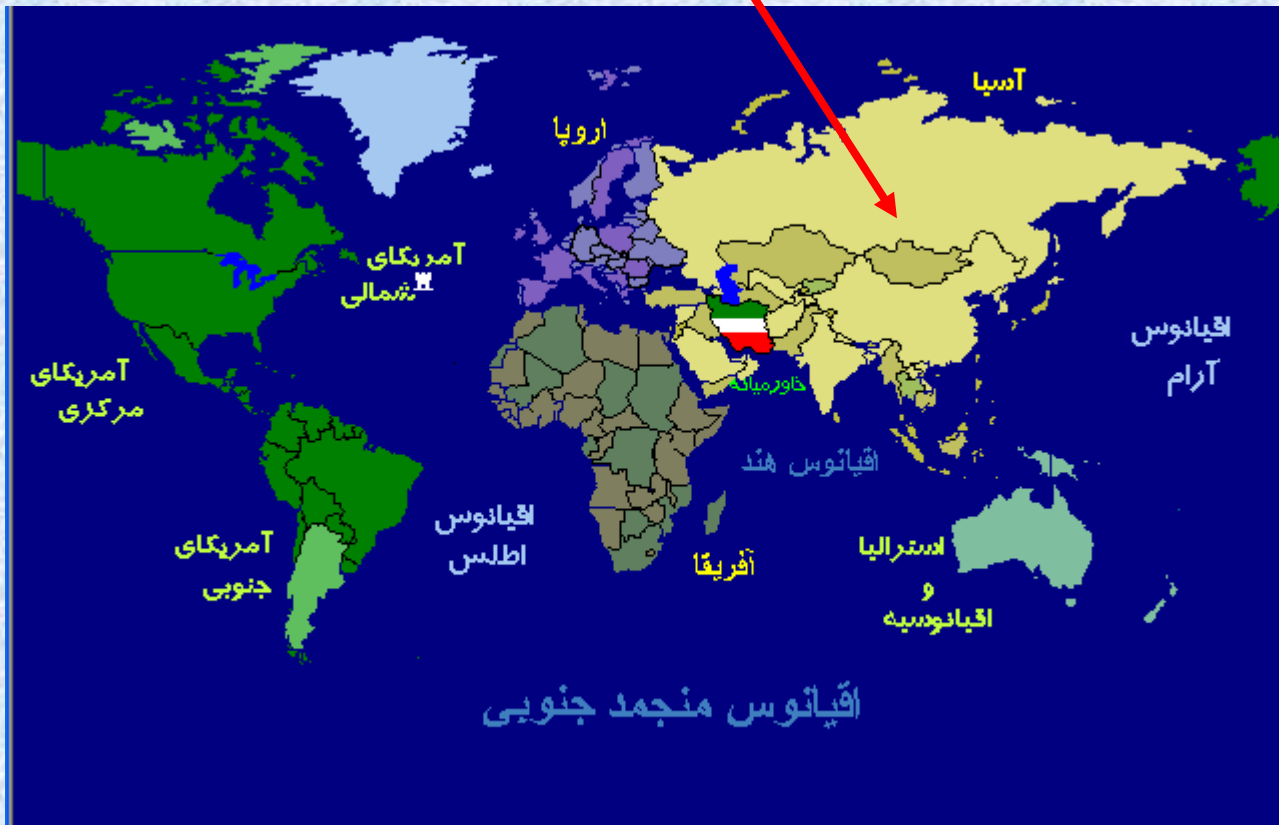 آسیا
اروپا
آمریکای
شمالی
اقیانوس
آرام
آمریکای
مرکزی
خاورمیانه
اقیانوس هند
اقیانوس
اطلس
آمریکای
جنوبی
آفریقا
استرالیا
و
اقیانوسیه
اقیانوس منجمد جنوبی